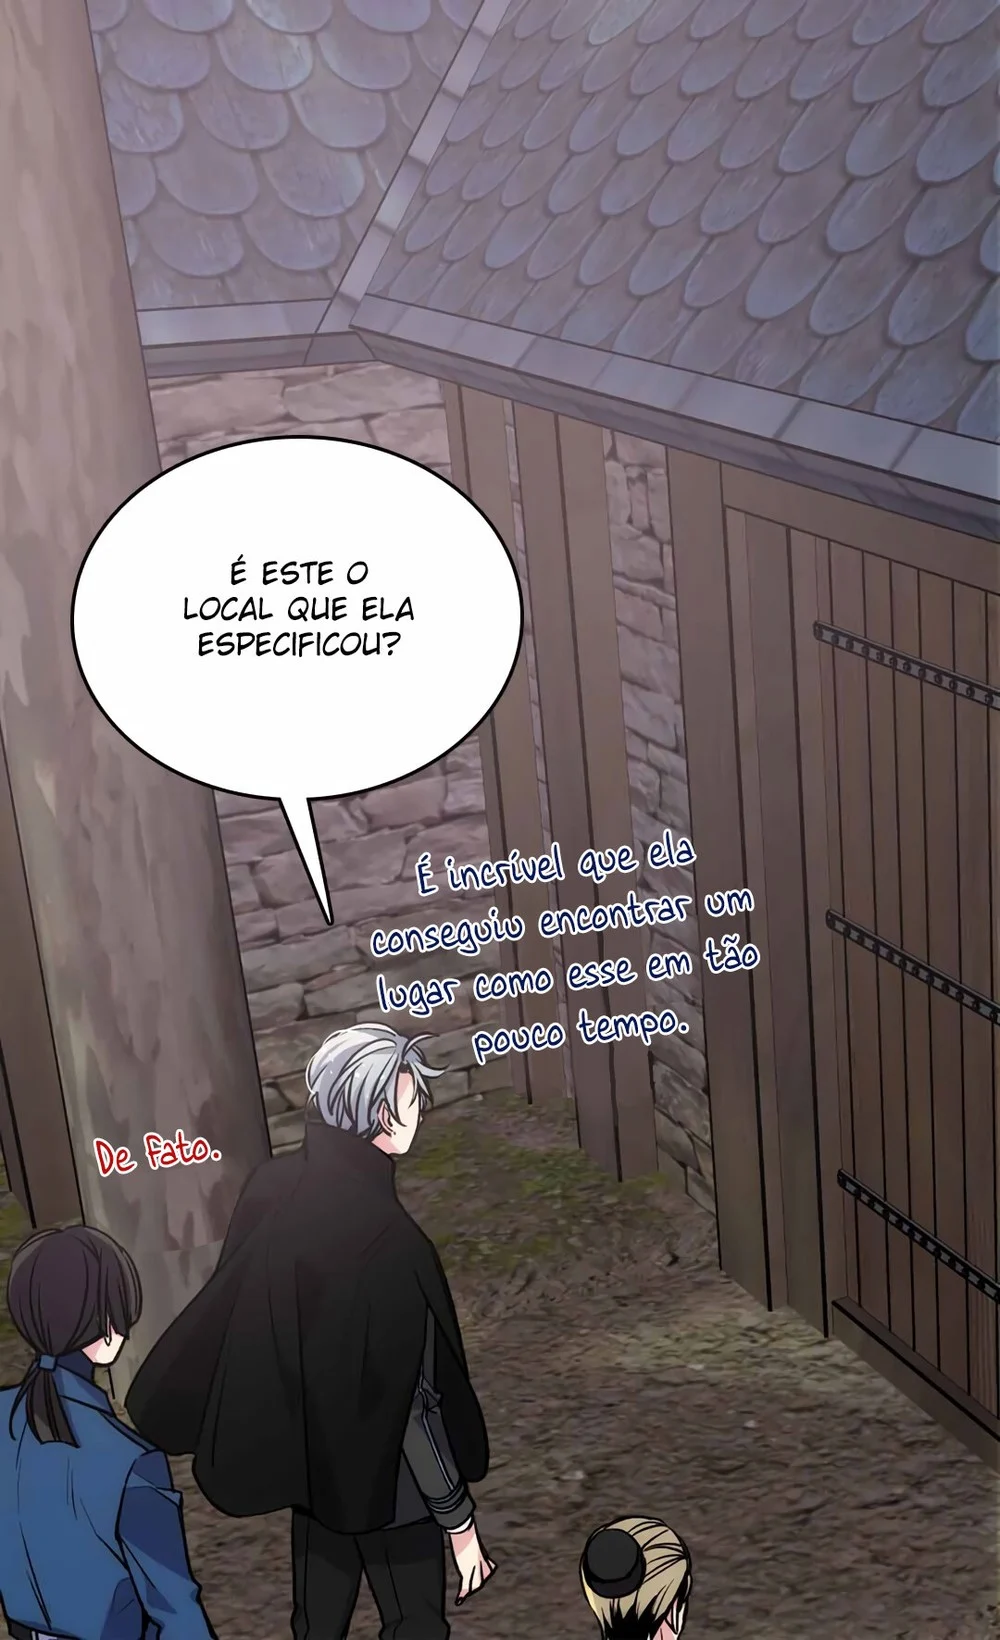 É ESTE O
LOCAL QUE ELA
ESPECIFICOU?
É incrível que ela
conseguiu encontrar um
lugar como esse em tão
pouco tempo.
De fato.